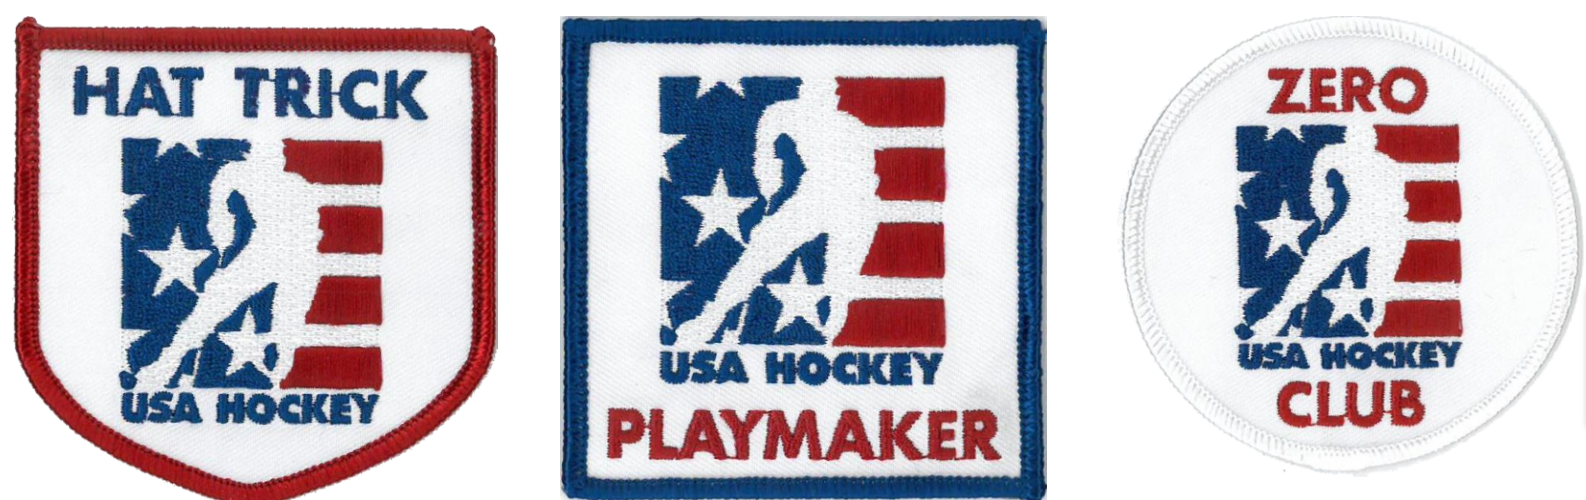 HAT TRICK
USA HOCKEY
USA HOCKEY
PLAYMAKER
ZERO
USA HOCKEY
CLUB